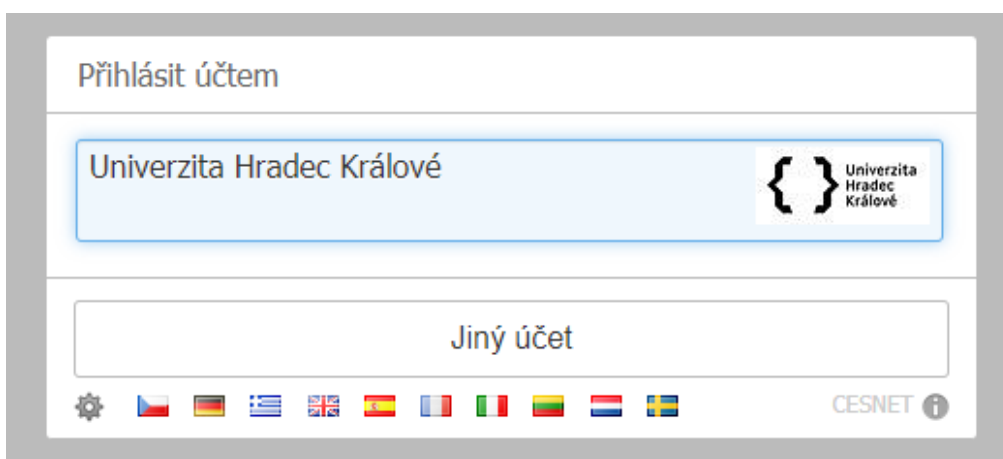 Přihlásit účtem
Univerzita Hradec Králové
Univerzita
Hradec
Králové
Jiný účet
CESNET